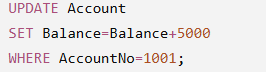 UPDATE Account
SET Balance=Balance+5000
WHERE AccountNo=1001;